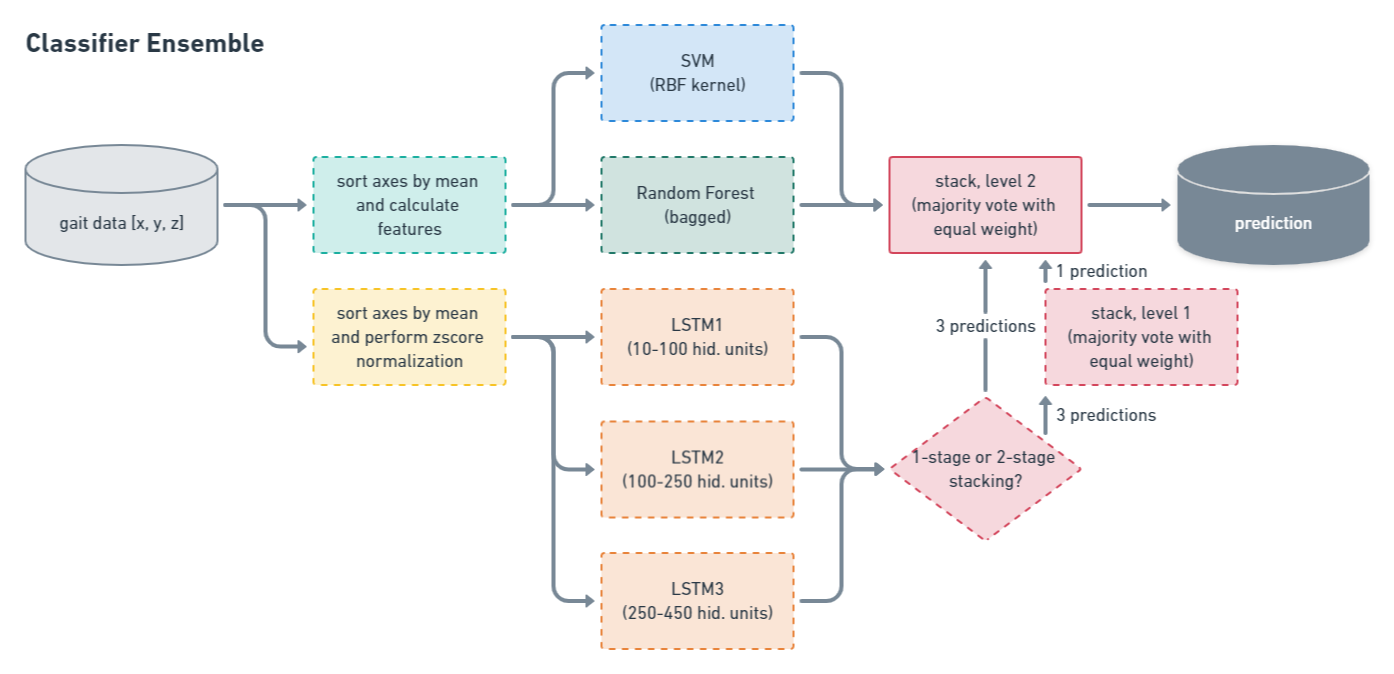 Classifier Ensemble
SVM
(RBF kernel)
gait data [x, y, z]
sort axes by mean
and calculate
features
Random Forest
(bagged)
stack, level 2
(majority vote with
equal weight)
prediction
sort axes by mean
and perform zscore
normalization
LSTM1
(10-100 hid. units)
3 predictions
1 prediction
stack, level 1
(majority vote with
equal weight)
3 predictions
LSTM2
(100-250 hid. units)
1-stage or 2-stage
stacking?
LSTM3
(250-450 hid. units)